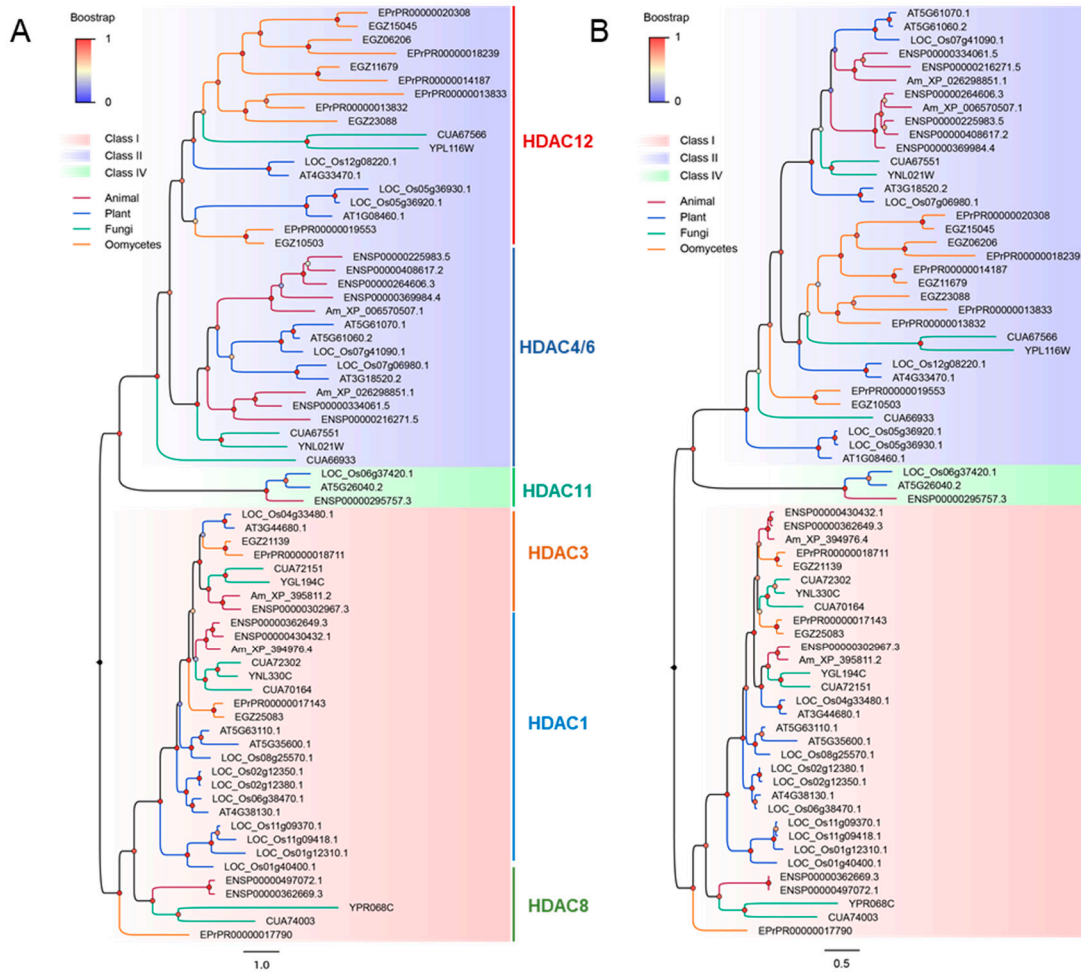 A
Boostrap
1
0
Class I
Class II
Class IV
Animal
Plant
Fungi
Oomycetes
EPrPR00000020308
EGZ15045
EGZ06206
EPrPR00000018239
EGZ11679
EPrPR00000014187
EPrPR00000013833
EPrPR00000013832
EGZ23088
CUA67566
YPL116W
LOC_Os12g08220.1
AT4G33470.1
LOC_Os05g36930.1
LOC_Os05g36920.1
AT1G08460.1
EPrPR00000019553
EGZ10503
ENSP00000225983.5
ENSP00000408617.2
ENSP00000264606.3
ENSP00000369984.4
Am_XP_006570507.1
AT5G61070.1
AT5G61060.2
LOC_Os07g41090.1
LOC_Os07g06980.1
AT3G18520.2
Am_XP_026298851.1
ENSP00000334061.5
ENSP00000216271.5
CUA67551
YNL021W
CUA66933
LOC_Os06g37420.1
AT5G26040.2
ENSP00000295757.3
LOC_Os04g33480.1
AT3G44680.1
EGZ21139
EPrPR00000018711
CUA72151
YGL194C
Am_XP_395811.2
ENSP00000302967.3
ENSP00000362649.3
ENSP00000430432.1
Am_XP_394976.4
CUA72302
YNL330C
CUA70164
EPrPR00000017143
EGZ25083
AT5G63110.1
AT5G35600.1
LOC_Os08g25570.1
LOC_Os02g12350.1
LOC_Os02g12380.1
LOC_Os06g38470.1
AT4G38130.1
LOC_Os11g09370.1
LOC_Os11g09418.1
LOC_Os01g12310.1
LOC_Os01g40400.1
ENSP00000497072.1
ENSP00000362669.3
YPR068C
CUA74003
EPrPR00000017790
1.0
HDAC12
HDAC4/6
HDAC11
HDAC3
HDAC1
HDAC8
B
Boostrap
1
0
Class I
Class II
Class IV
Animal
Plant
Fungi
Oomycetes
AT5G61070.1
AT5G61060.2
LOC_Os07g41090.1
ENSP00000334061.5
ENSP00000216271.5
Am_XP_026298851.1
ENSP00000264606.3
Am_XP_006570507.1
ENSP00000225983.5
ENSP00000408617.2
ENSP00000369984.4
CUA67551
YNL021W
AT3G18520.2
LOC_Os07g06980.1
EPrPR00000020308
EGZ15045
EGZ06206
EPrPR00000018239
EPrPR00000014187
EGZ11679
EGZ23088
EPrPR00000013833
EPrPR00000013832
CUA67566
YPL116W
LOC_Os12g08220.1
AT4G33470.1
EPrPR00000019553
EGZ10503
CUA66933
LOC_Os05g36920.1
LOC_Os05g36930.1
AT1G08460.1
LOC_Os06g37420.1
AT5G26040.2
ENSP00000295757.3
ENSP00000430432.1
ENSP00000362649.3
Am_XP_394976.4
EPrPR00000018711
EGZ21139
CUA72302
YNL330C
CUA70164
EPrPR00000017143
EGZ25083
ENSP00000302967.3
Am_XP_395811.2
YGL194C
CUA72151
LOC_Os04g33480.1
AT3G44680.1
AT5G63110.1
AT5G35600.1
LOC_Os08g25570.1
LOC_Os02g12380.1
LOC_Os02g12350.1
AT4G38130.1
LOC_Os06g38470.1
LOC_Os11g09370.1
LOC_Os11g09418.1
LOC_Os01g12310.1
LOC_Os01g40400.1
ENSP00000362669.3
ENSP00000497072.1
YPR068C
CUA74003
EPrPR00000017790
0.5